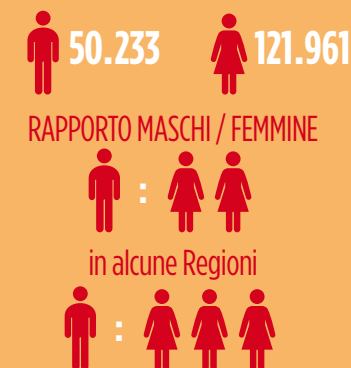 50.233 121.961
RAPPORTO MASCHI / FEMMINE
:
in alcune Regioni
: